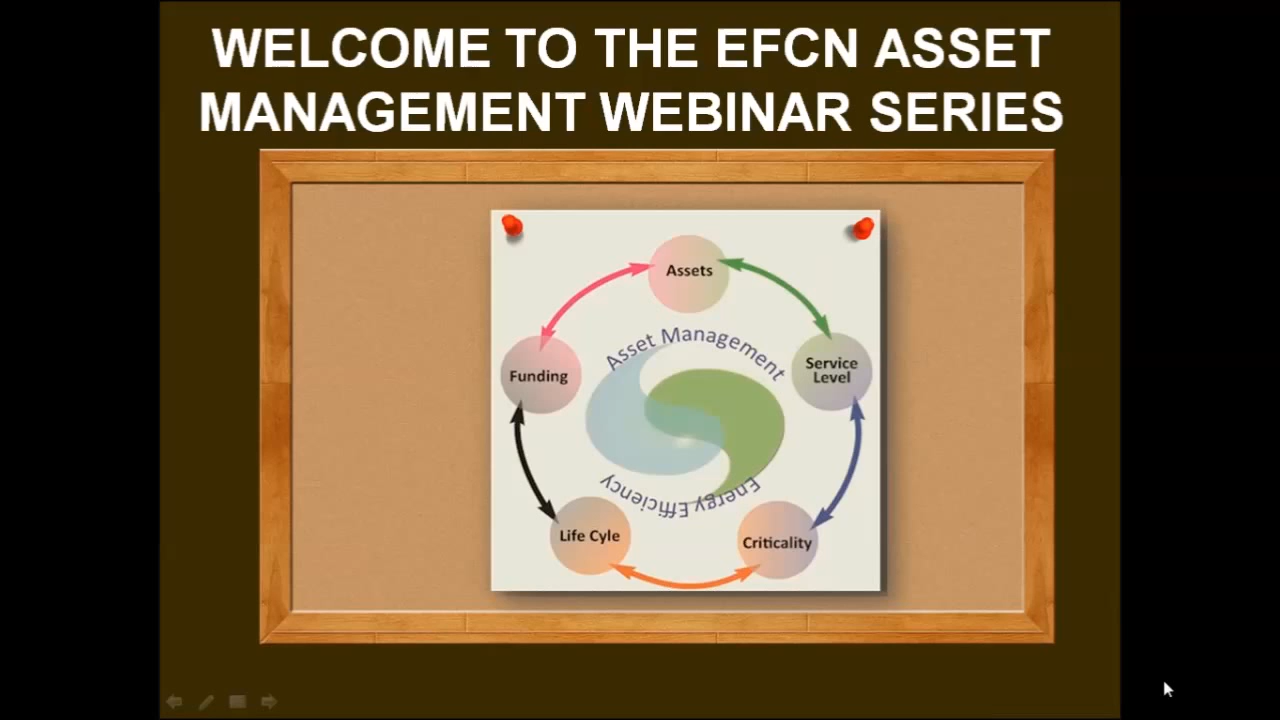 WELCOME TO THE EFCN ASSET
MANAGEMENT WEBINAR SERIES
Assets
Asset Management
Service
Level
Funding
Energy Efficiency
Life Cyle
Criticality